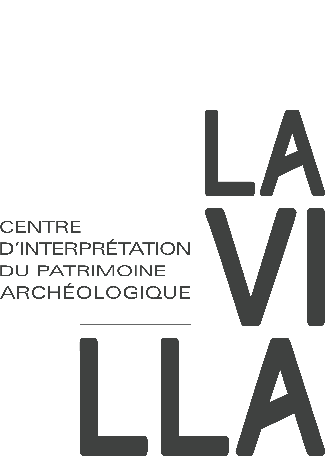 LA
VI
LLA
CENTRE
D'INTERPRÉTATION
DU PATRIMOINE
ARCHÉOLOGIQUE